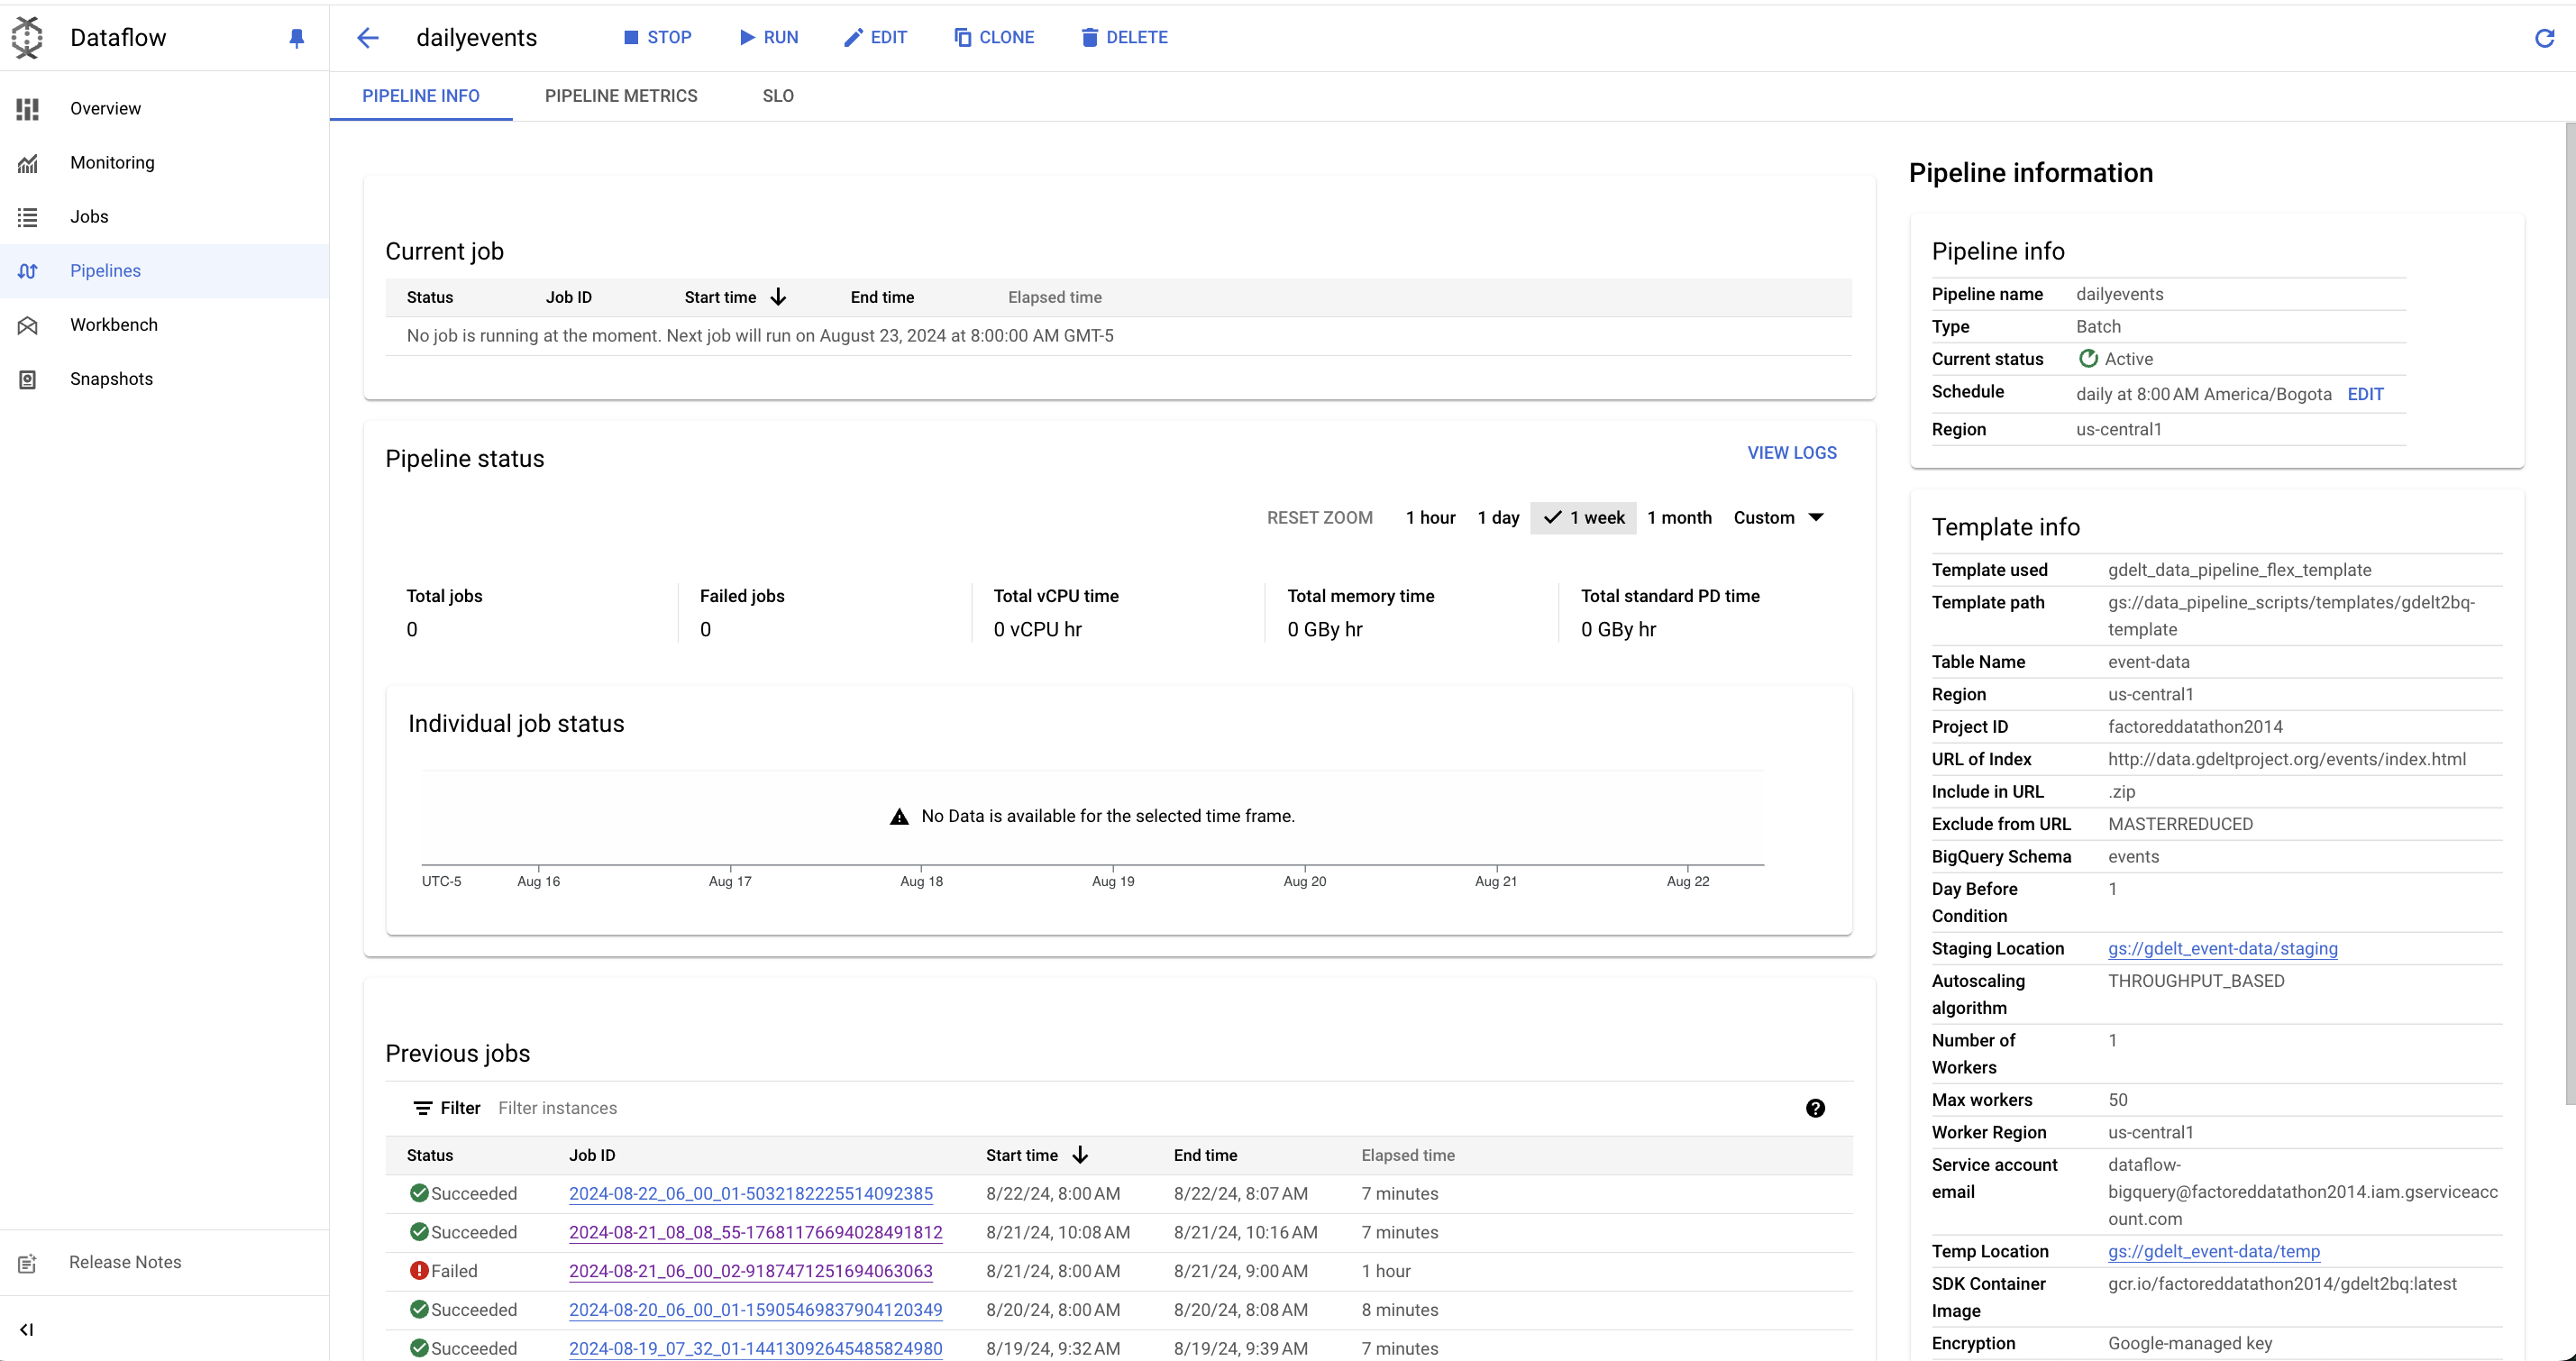 Dataflow
dailyevents
STOP
RUN
EDIT
CLONE
DELETE
Overview
Monitoring
Jobs
Pipelines
Workbench
Snapshots
Release Notes
PIPELINE INFO
PIPELINE METRICS
SLO
Current job
Status Job ID Start time End time Elapsed time
No job is running at the moment. Next job will run on August 23, 2024 at 8:00:00 AM GMT-5
Pipeline status
VIEW LOGS
RESET ZOOM 1 hour 1 day 1 week 1 month Custom
Total jobs Failed jobs Total vCPU time Total memory time Total standard PD time
0 0 0 vCPU hr 0 GBy hr 0 GBy hr
Individual job status
No Data is available for the selected time frame.
UTC-5 Aug 16 Aug 17 Aug 18 Aug 19 Aug 20 Aug 21 Aug 22
Previous jobs
Filter Filter instances
Status Job ID Start time End time Elapsed time
Succeeded 2024-08-22_06_00_01-5032182225514092385 8/22/24, 8:00 AM 8/22/24, 8:07 AM 7 minutes
Succeeded 2024-08-21_08_08_55-17681176694028491812 8/21/24, 10:08 AM 8/21/24, 10:16 AM 7 minutes
Failed 2024-08-21_06_00_02-9187471251694063063 8/21/24, 8:00 AM 8/21/24, 9:00 AM 1 hour
Succeeded 2024-08-20_06_00_01-15905469837904120349 8/20/24, 8:00 AM 8/20/24, 8:08 AM 8 minutes
Succeeded 2024-08-19_07_32_01-14413092645485824980 8/19/24, 9:32 AM 8/19/24, 9:39 AM 7 minutes
Pipeline information
Pipeline info
Pipeline name dailyevents
Type Batch
Current status Active
Schedule daily at 8:00 AM America/Bogota EDIT
Region us-central1
Template info
Template used gdelt_data_pipeline_flex_template
Template path gs://data_pipeline_scripts/templates/gdelt2bq-
template
Table Name event-data
Region us-central1
Project ID factoreddatathon2014
URL of Index http://data.gdeltproject.org/events/index.html
Include in URL .zip
Exclude from URL MASTERREDUCED
BigQuery Schema events
Day Before 1
Condition
Staging Location gs://gdelt_event-data/staging
Autoscaling THROUGHPUT_BASED
algorithm
Number of 1
Workers
Max workers 50
Worker Region us-central1
Service account dataflow-
email bigquery@factoreddatathon2014.iam.gserviceacc
ount.com
Temp Location gs://gdelt_event-data/temp
SDK Container gcr.io/factoreddatathon2014/gdelt2bq:latest
Image
Encryption Google-managed key